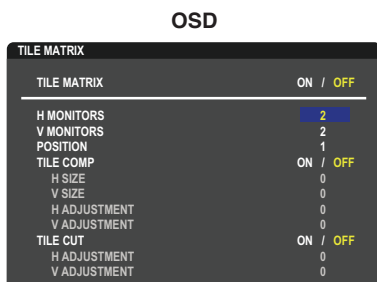 OSD
TILE MATRIX
TILE MATRIX ON / OFF
H MONITORS 2
V MONITORS 2
POSITION 1
TILE COMP ON / OFF
H SIZE 0
V SIZE 0
H ADJUSTMENT 0
V ADJUSTMENT 0
TILE CUT ON / OFF
H ADJUSTMENT 0
V ADJUSTMENT 0